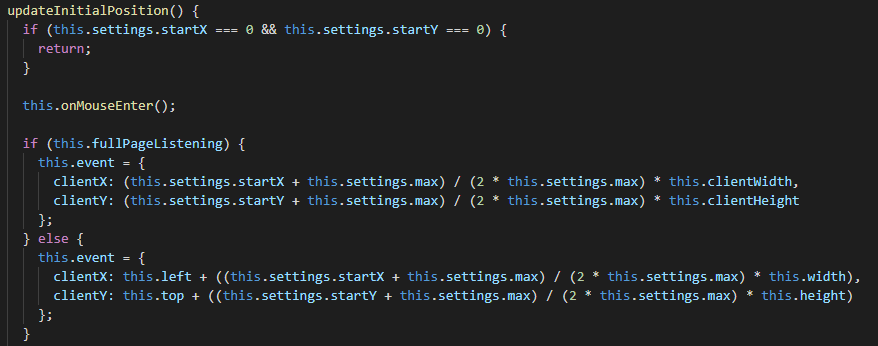 updateInitialPosition() {
if (this.settings.startX === 0 && this.settings.startY === 0) {
return;
}
this.onMouseEnter();
if (this.fullPageListening) {
this.event = {
clientX: (this.settings.startX + this.settings.max) / (2 * this.settings.max) * this.clientWidth,
clientY: (this.settings.startY + this.settings.max) / (2 * this.settings.max) * this.clientHeight
};
} else {
this.event = {
clientX: this.left + ((this.settings.startX + this.settings.max) / (2 * this.settings.max) * this.width),
clientY: this.top + ((this.settings.startY + this.settings.max) / (2 * this.settings.max) * this.height)
};
}